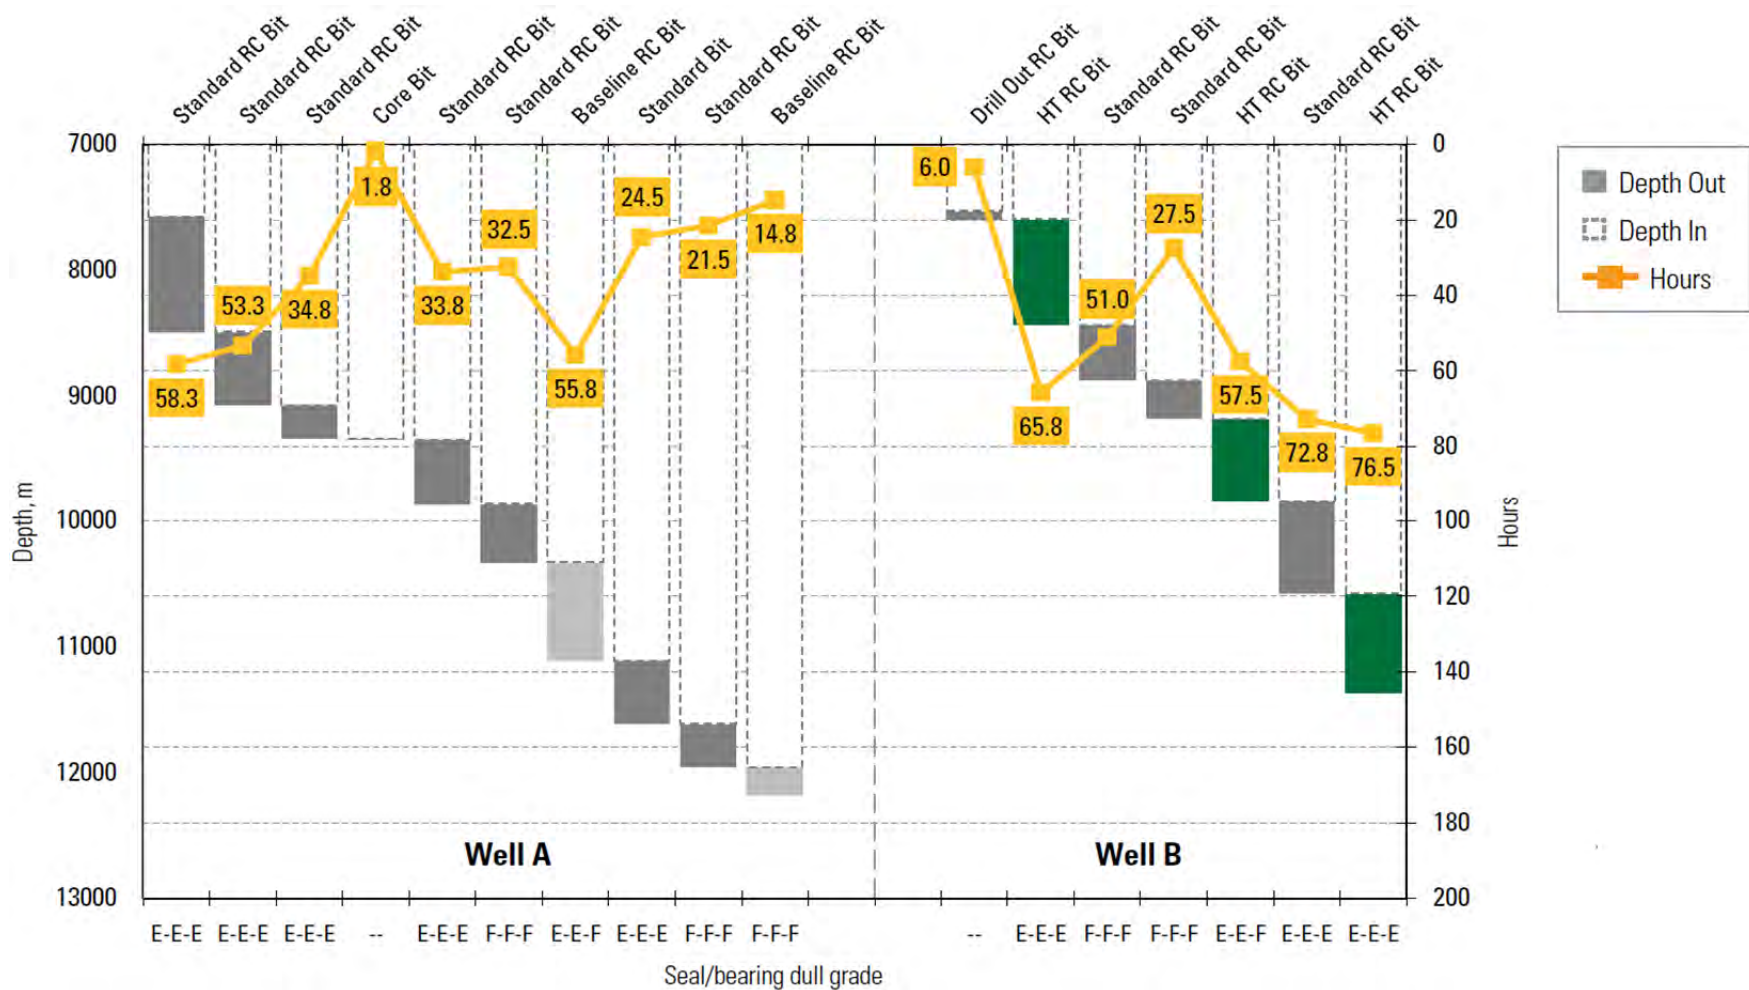 Standard RC Bit
Standard RC Bit
Standard RC Bit
Core Bit
Standard RC Bit
Standard RC Bit
Baseline RC Bit
Standard Bit
Standard RC Bit
Baseline RC Bit
Drill Out RC Bit
HT RC Bit
Standard RC Bit
Standard RC Bit
HT RC Bit
Standard RC Bit
HT RC Bit
Depth, m
7000
8000
9000
10000
11000
12000
13000
58.3
53.3
34.8
1.8
33.8
32.5
55.8
24.5
21.5
14.8
6.0
65.8
51.0
27.5
57.5
72.8
76.5
Well A
Well B
0
20
40
60
80
100
120
140
160
180
200
Hours
Depth Out
Depth In
Hours
E-E-E E-E-E E-E-E -- E-E-E F-F-F E-E-F E-E-E F-F-F F-F-F -- E-E-E F-F-F F-F-F E-E-F E-E-E E-E-E
Seal/bearing dull grade